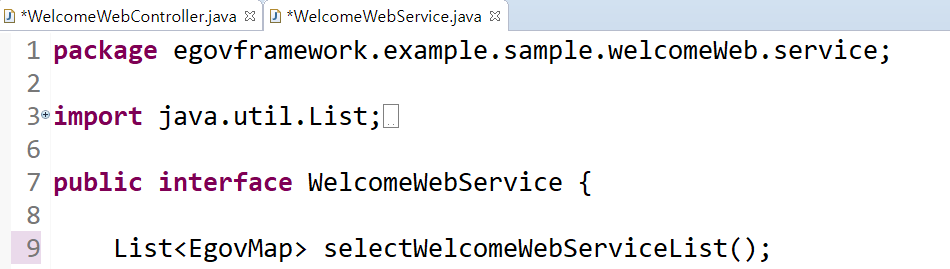 *WelcomeWebController.java *WelcomeWebService.java
1 package egovframework.example.sample.welcomeWeb.service;
2
3 import java.util.List;
6
7 public interface WelcomeWebService {
8
9 List<EgovMap> selectWelcomeWebServiceList();